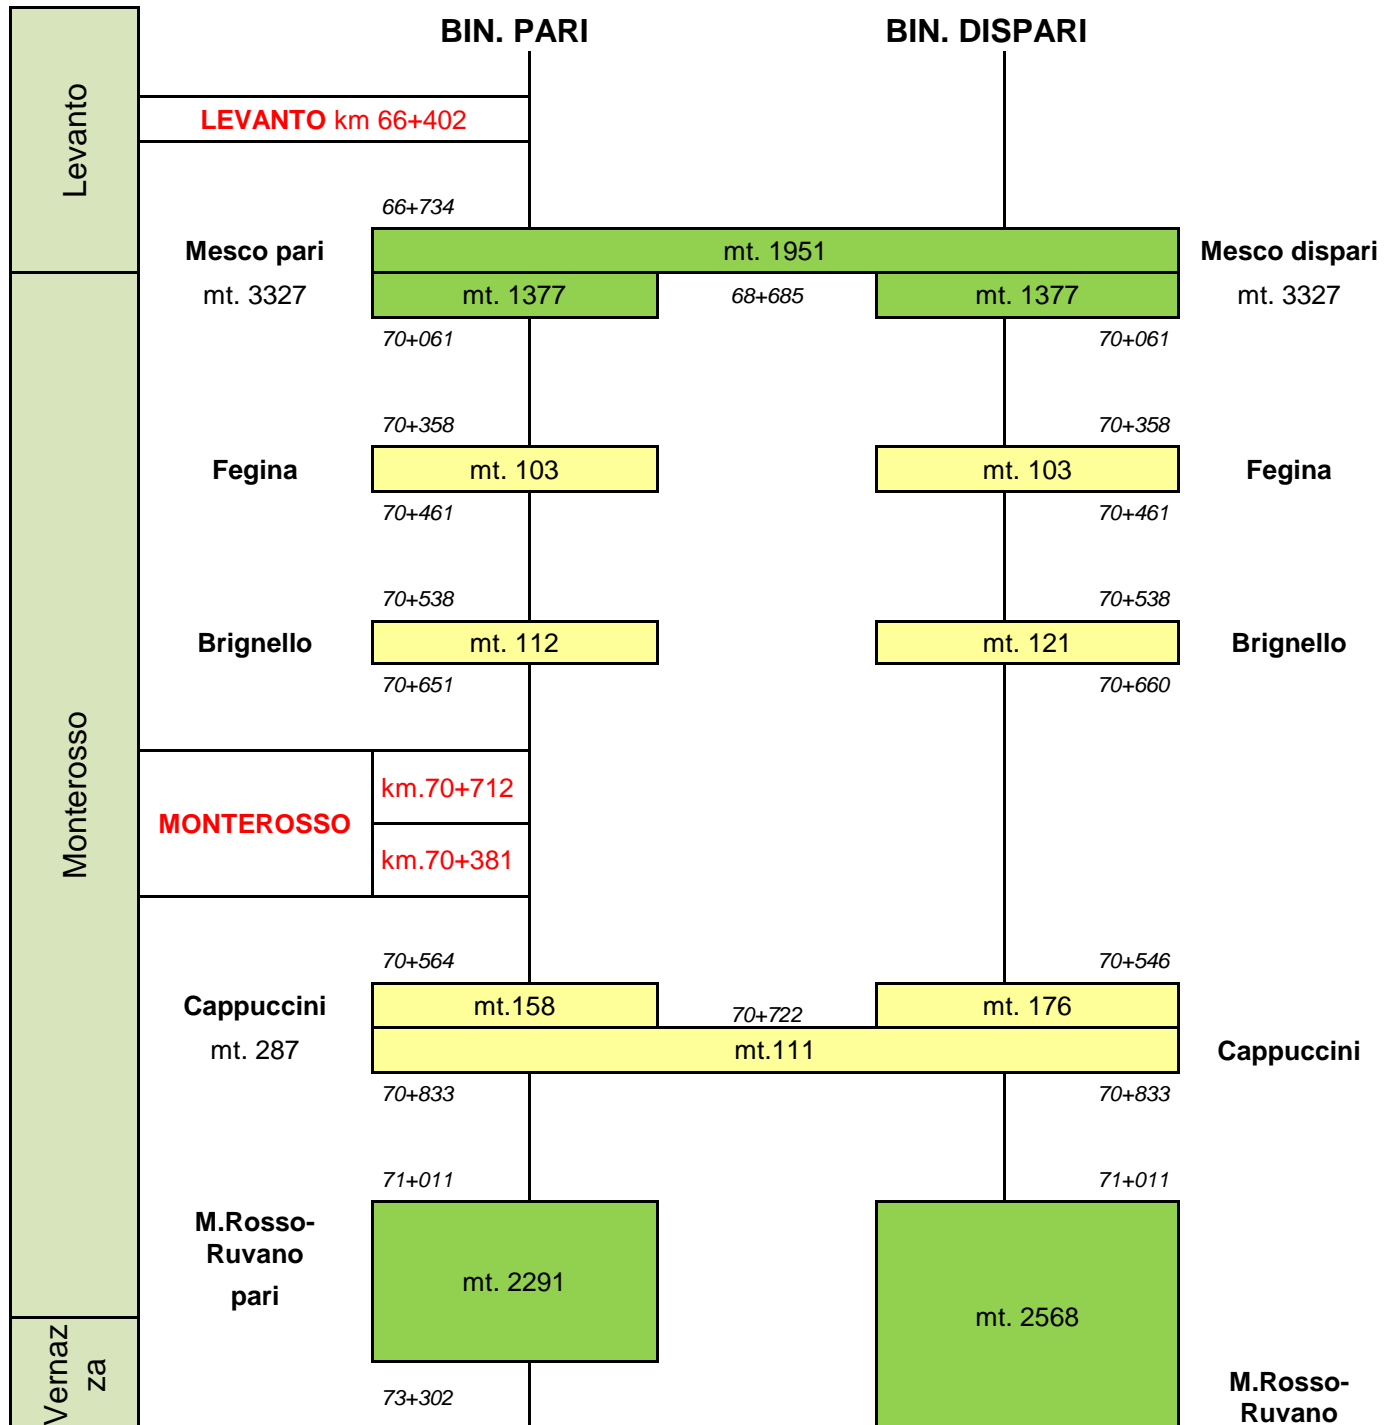 BIN. PARI BIN. DISPARI
Levanto
LEVANTO km 66+402
66+734
Mesco pari mt. 1951 Mesco dispari
mt. 3327 mt. 1377 68+685 mt. 1377 mt. 3327
70+061 70+061
70+358 70+358
Fegina mt. 103 mt. 103 Fegina
70+461 70+461
70+538 70+538
Brignello mt. 112 mt. 121 Brignello
70+651 70+660
Monterosso
km.70+712
MONTEROSSO
km.70+381
70+564 70+546
Cappuccini mt.158 70+722 mt. 176
mt. 287 mt.111 Cappuccini
70+833 70+833
71+011 71+011
M.Rosso-
Ruvano
pari
mt. 2291
mt. 2568
Vernaz
za
73+302
M.Rosso-
Ruvano